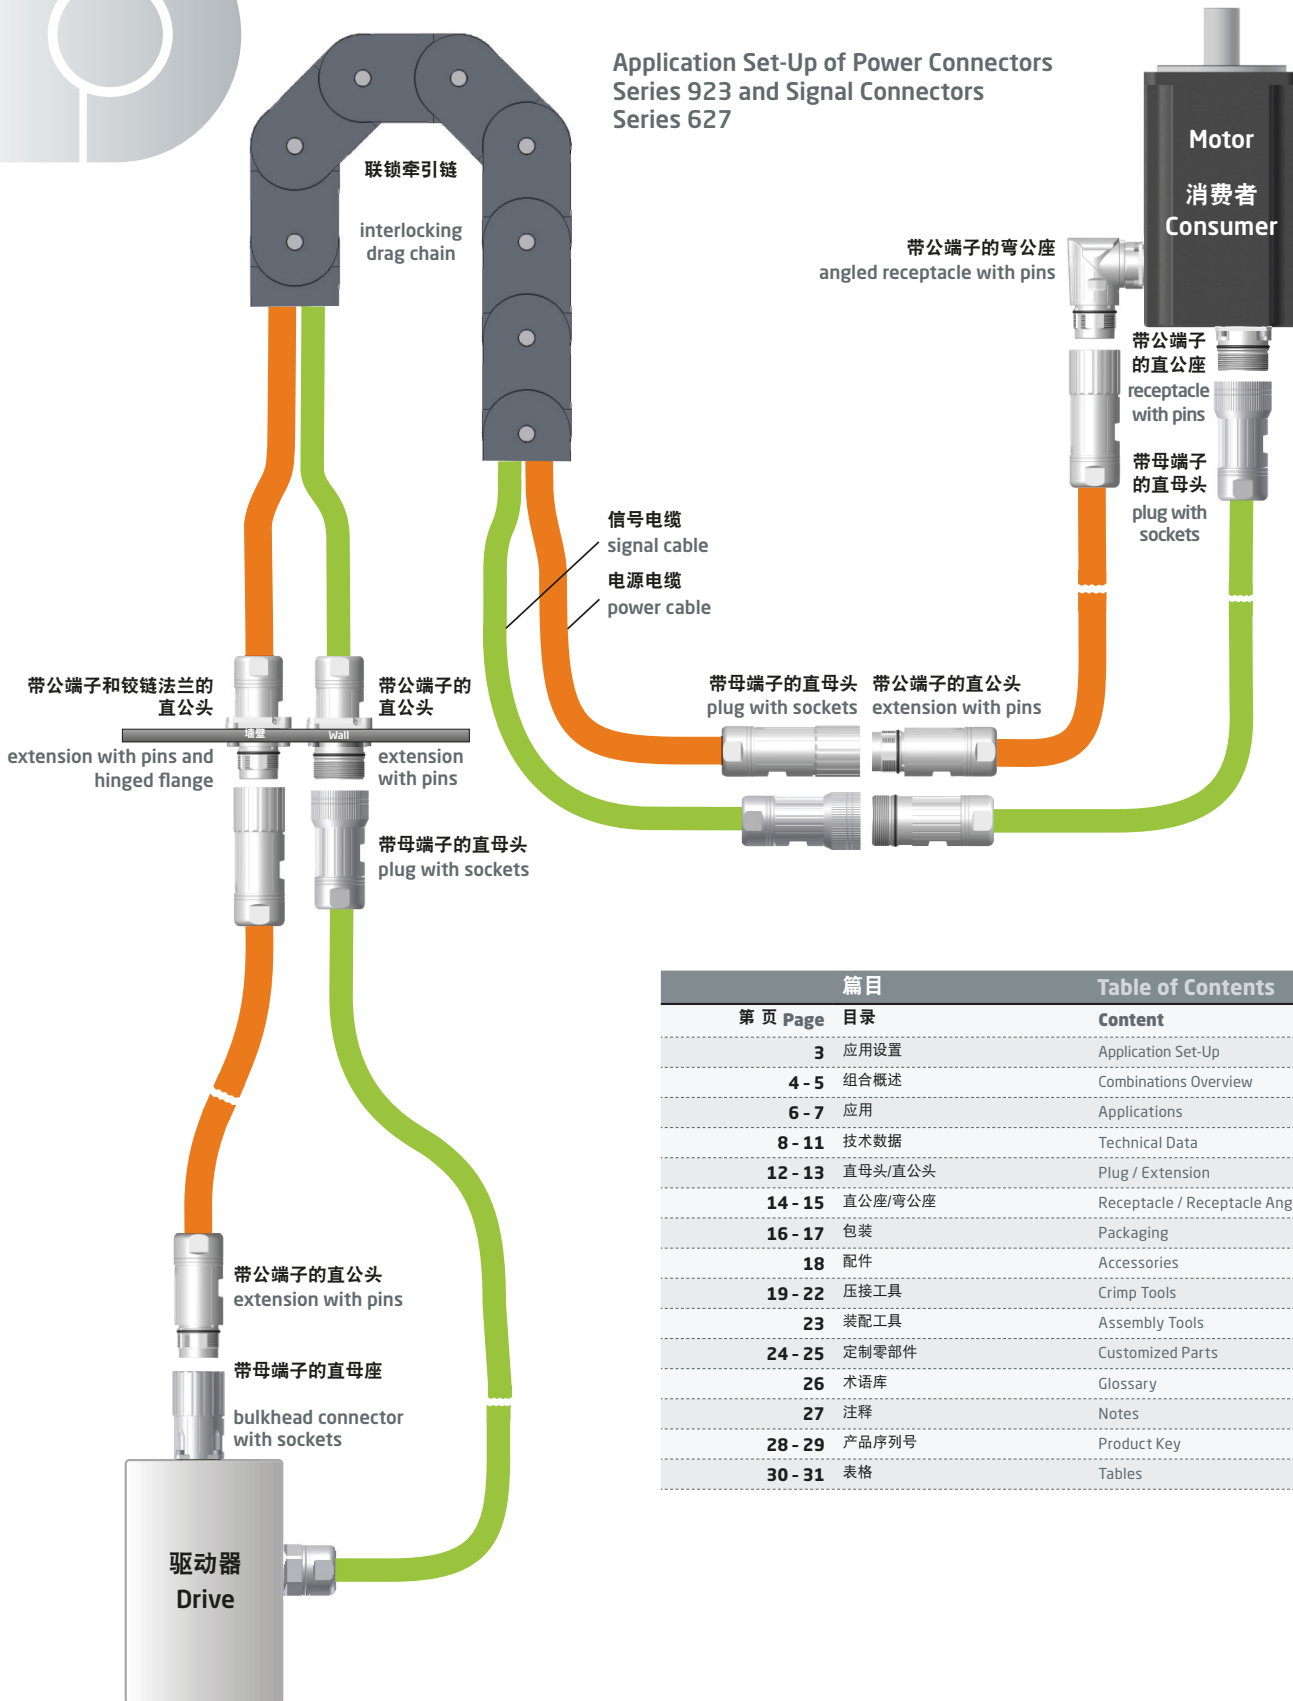 Application Set-Up of Power Connectors
Series 923 and Signal Connectors
Series 627
Motor
消费者
Consumer
联锁牵引链
interlocking
drag chain
带公端子的弯公座
angled receptacle with pins
带公端子
的直公座
receptacle
with pins
带母端子
的直母头
plug with
sockets
信号电缆
signal cable
电源电缆
power cable
带公端子和铰链法兰的
直公头
extension with pins and
hinged flange
墙壁
Wall
带公端子的
直公头
extension
with pins
带母端子的直母头
plug with sockets
带公端子的直公头
extension with pins
带母端子的直母头
plug with sockets
带公端子的直公头
extension with pins
带母端子的直母座
bulkhead connector
with sockets
驱动器
Drive
篇目 Table of Contents
第 页 Page 目录 Content
3 应用设置 Application Set-Up
4 - 5 组合概述 Combinations Overview
6 - 7 应用 Applications
8 - 11 技术数据 Technical Data
12 - 13 直母头/直公头 Plug / Extension
14 - 15 直公座/弯公座 Receptacle / Receptacle Ang
16 - 17 包装 Packaging
18 配件 Accessories
19 - 22 压接工具 Crimp Tools
23 装配工具 Assembly Tools
24 - 25 定制零部件 Customized Parts
26 术语库 Glossary
27 注释 Notes
28 - 29 产品序列号 Product Key
30 - 31 表格 Tables